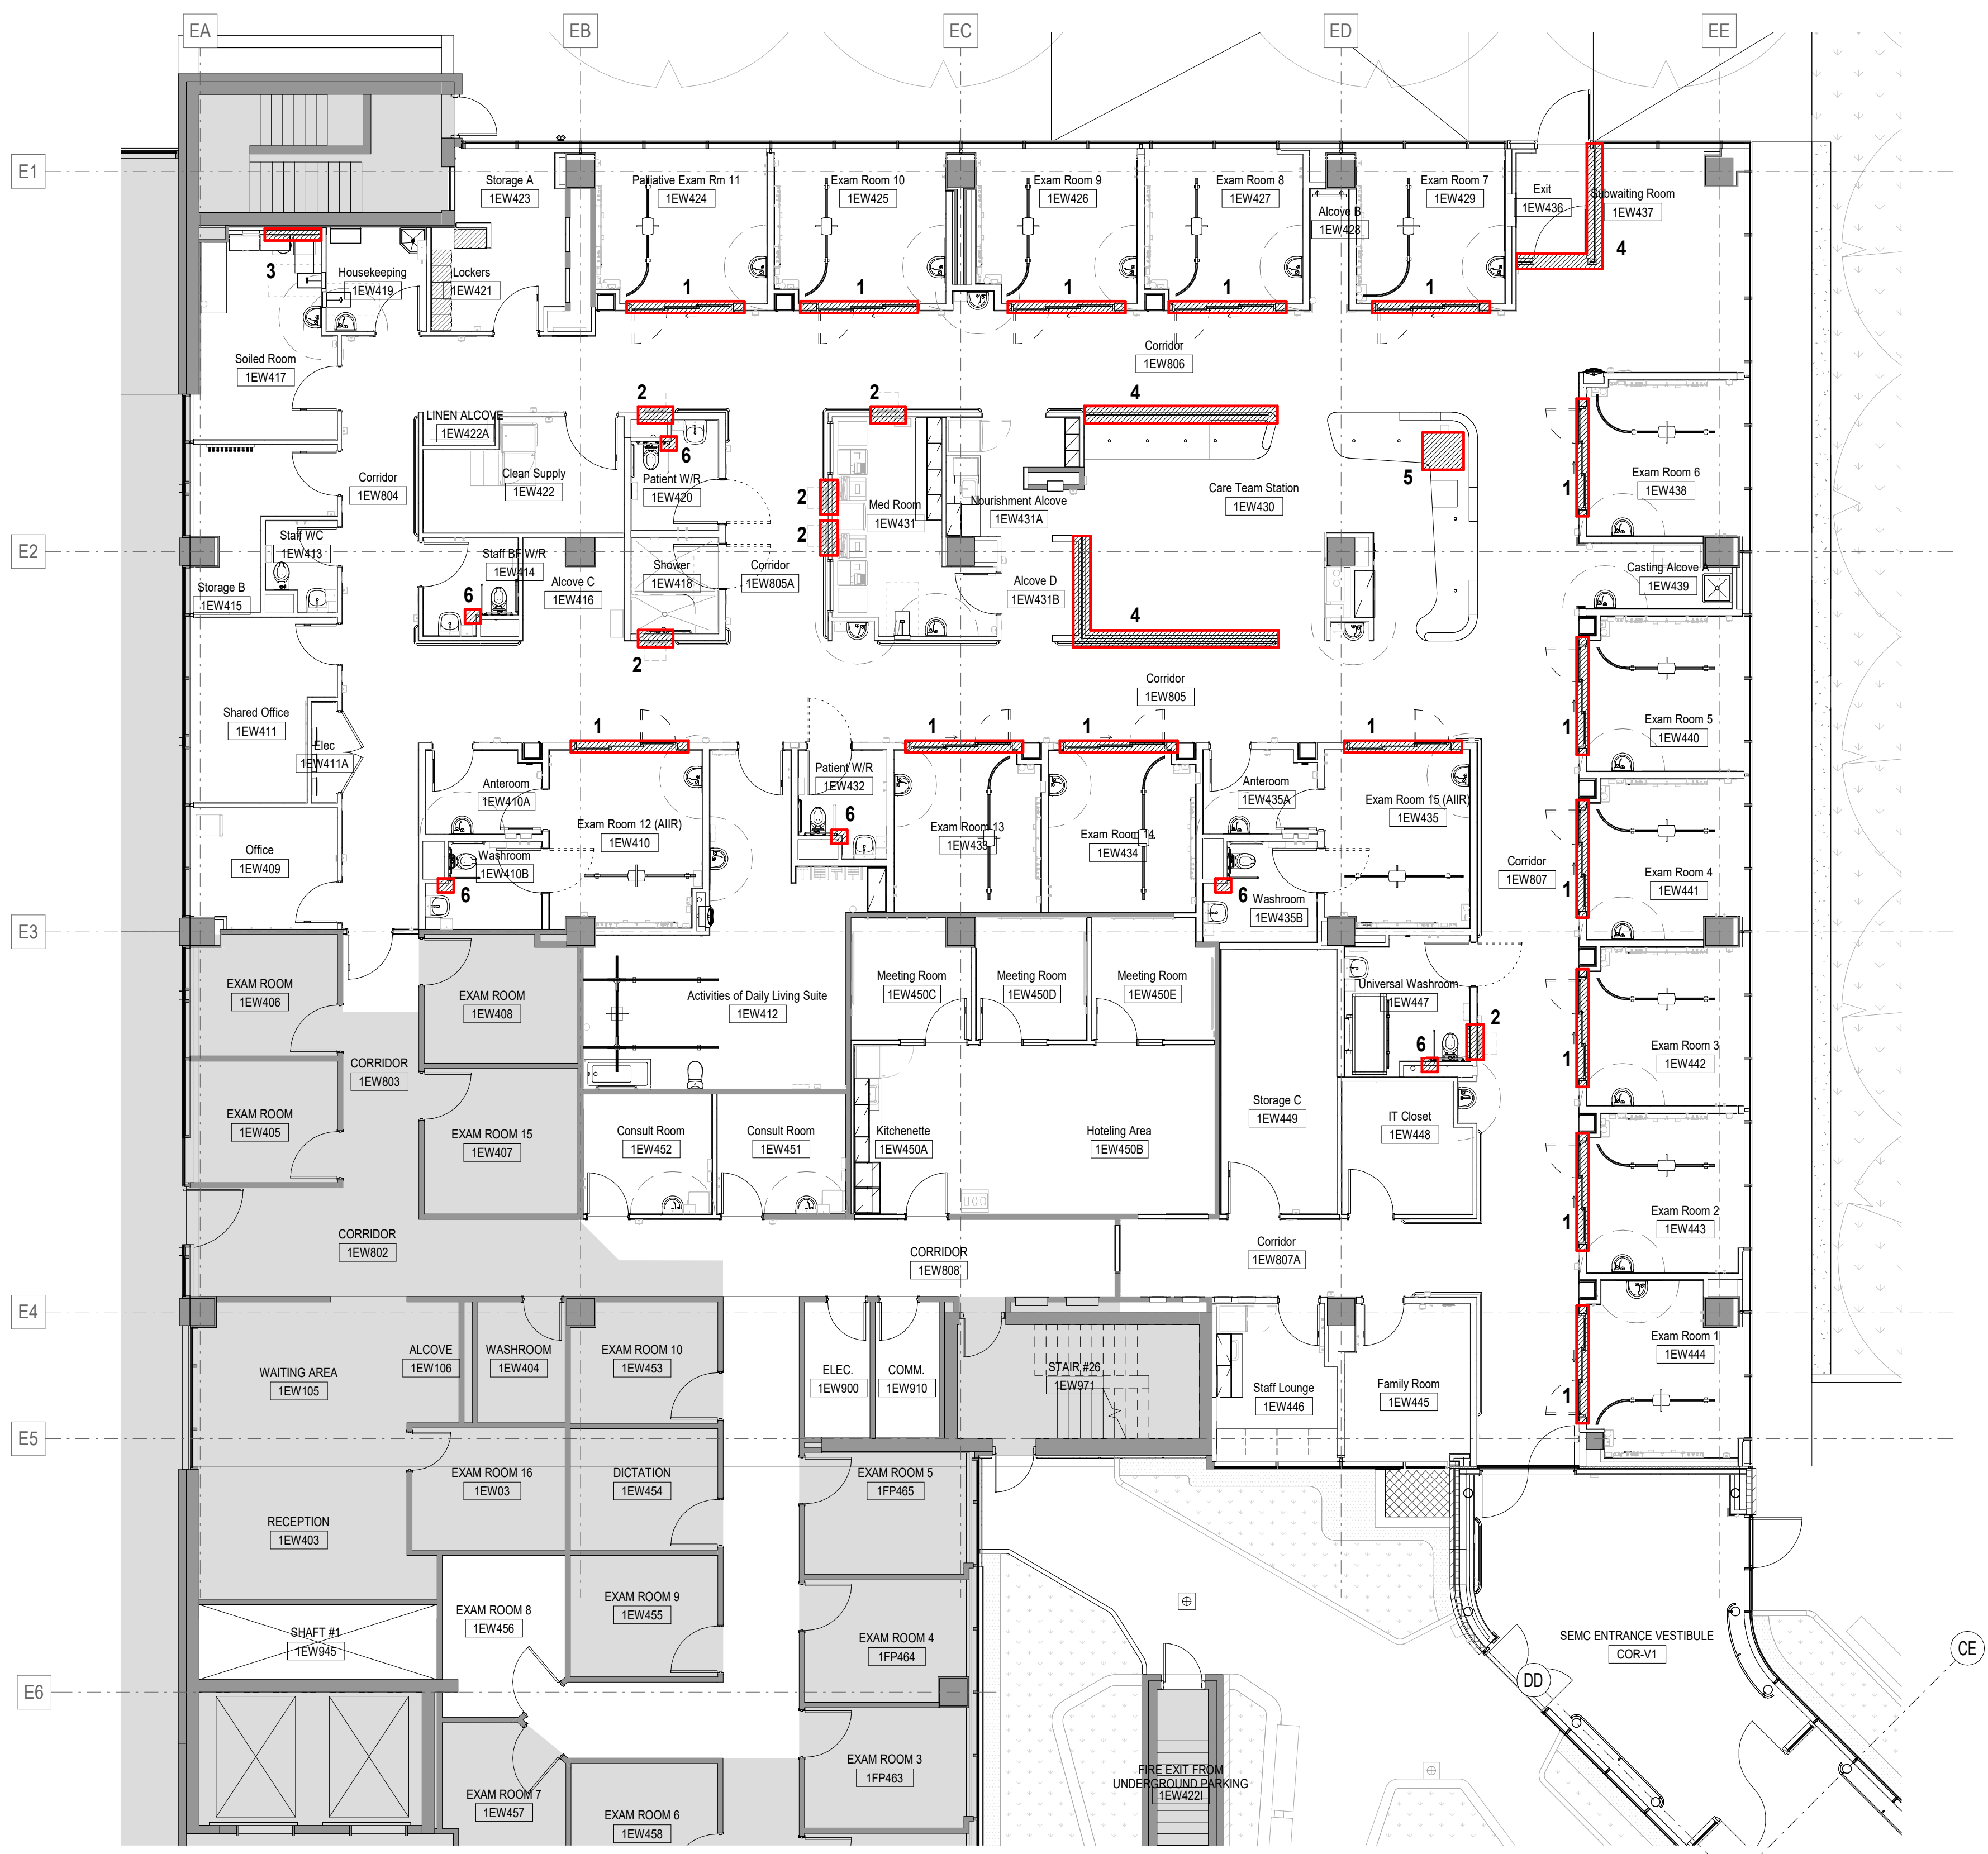 EA
EB
EC
ED
EE
E1
Storage A
1EW423
Palliative Exam Rm 11
1EW424
Exam Room 10
1EW425
Exam Room 9
1EW426
Exam Room 8
1EW427
Alcove B
1EW428
Exam Room 7
1EW429
Exit
1EW436
Subwaiting Room
1EW437
4
3
Housekeeping
1EW419
Lockers
1EW421
1
1
1
1
1
Soiled Room
1EW417
Corridor
1EW806
2
2
4
LINEN ALCOVE
1EW422A
6
5
Clean Supply
1EW422
Patient W/R
1EW420
Corridor
1EW804
2
2
Med Room
1EW431
Nourishment Alcove
1EW431A
Care Team Station
1EW430
Exam Room 6
1EW438
1
E2
Staff WC
1EW413
Storage B
1EW415
Staff BF W/R
1EW414
Alcove C
1EW416
Shower
1EW418
Corridor
1EW805A
Alcove D
1EW431B
Casting Alcove A
1EW439
6
2
4
Corridor
1EW805
Shared Office
1EW411
Elec
1EW411A
1
1
1
1
Exam Room 5
1EW440
1
Anteroom
1EW410A
Patient W/R
1EW432
Anteroom
1EW435A
Exam Room 15 (AIIR)
1EW435
Exam Room 12 (AIIR)
1EW410
6
Exam Room 13
1EW433
Exam Room 14
1EW434
Office
1EW409
Washroom
1EW410B
6
6
Washroom
1EW435B
Corridor
1EW807
Exam Room 4
1EW441
1
E3
EXAM ROOM
1EW406
EXAM ROOM
1EW408
Activities of Daily Living Suite
1EW412
Meeting Room
1EW450C
Meeting Room
1EW450D
Meeting Room
1EW450E
Universal Washroom
1EW447
2
6
Exam Room 3
1EW442
1
CORRIDOR
1EW803
EXAM ROOM
1EW405
EXAM ROOM 15
1EW407
Consult Room
1EW452
Consult Room
1EW451
Kitchenette
1EW450A
Hoteling Area
1EW450B
Storage C
1EW449
IT Closet
1EW448
Exam Room 2
1EW443
1
CORRIDOR
1EW802
CORRIDOR
1EW808
Corridor
1EW807A
E4
WAITING AREA
1EW105
ALCOVE
1EW106
WASHROOM
1EW404
EXAM ROOM 10
1EW453
ELEC.
1EW900
COMM.
1EW910
STAIR #26
1EW971
Staff Lounge
1EW446
Family Room
1EW445
Exam Room 1
1EW444
1
E5
EXAM ROOM 16
1EW03
DICTATION
1EW454
EXAM ROOM 5
1FP465
RECEPTION
1EW403
EXAM ROOM 8
1EW456
EXAM ROOM 9
1EW455
EXAM ROOM 4
1FP464
SHAFT #1
1EW945
SEMC ENTRANCE VESTIBULE
COR-V1
CE
DD
E6
EXAM ROOM 7
1EW457
EXAM ROOM 6
1EW458
EXAM ROOM 3
1FP463
FIRE EXIT FROM
UNDERGROUND PARKING
1EW422I